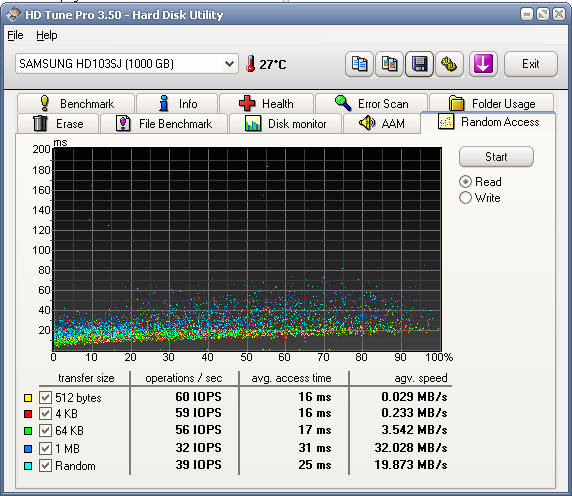 HD Tune Pro 3.50 - Hard Disk Utility
File Help
SAMSUNG HD103SJ (1000 GB) 27°C Exit
Benchmark Info Health Error Scan Folder Usage
Erase File Benchmark Disk monitor AAM Random Access
ms
200
180
160
140
120
100
80
60
40
20
0 10 20 30 40 50 60 70 80 90 100%
Start
Read
Write
transfer size operations / sec avg. access time agv. speed
512 bytes 60 IOPS 16 ms 0.029 MB/s
4 KB 59 IOPS 16 ms 0.233 MB/s
64 KB 56 IOPS 17 ms 3.542 MB/s
1 MB 32 IOPS 31 ms 32.028 MB/s
Random 39 IOPS 25 ms 19.873 MB/s